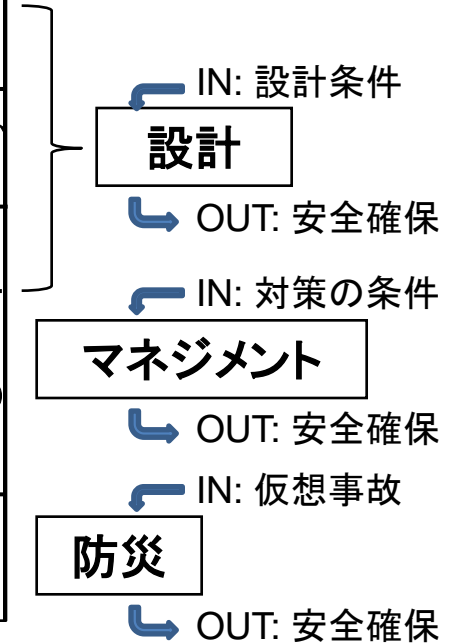 IN: 設計条件
設計
OUT: 安全確保
IN: 対策の条件
マネジメント
OUT: 安全確保
IN: 仮想事故
防災
OUT: 安全確保